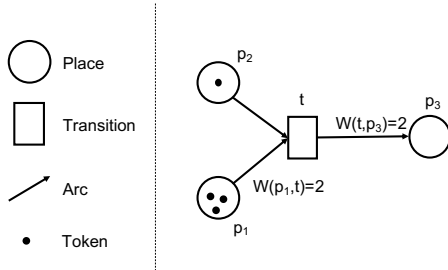 Place
Transition
Arc
Token
p2
t
p3
W(t,p3)=2
W(p1,t)=2
p1